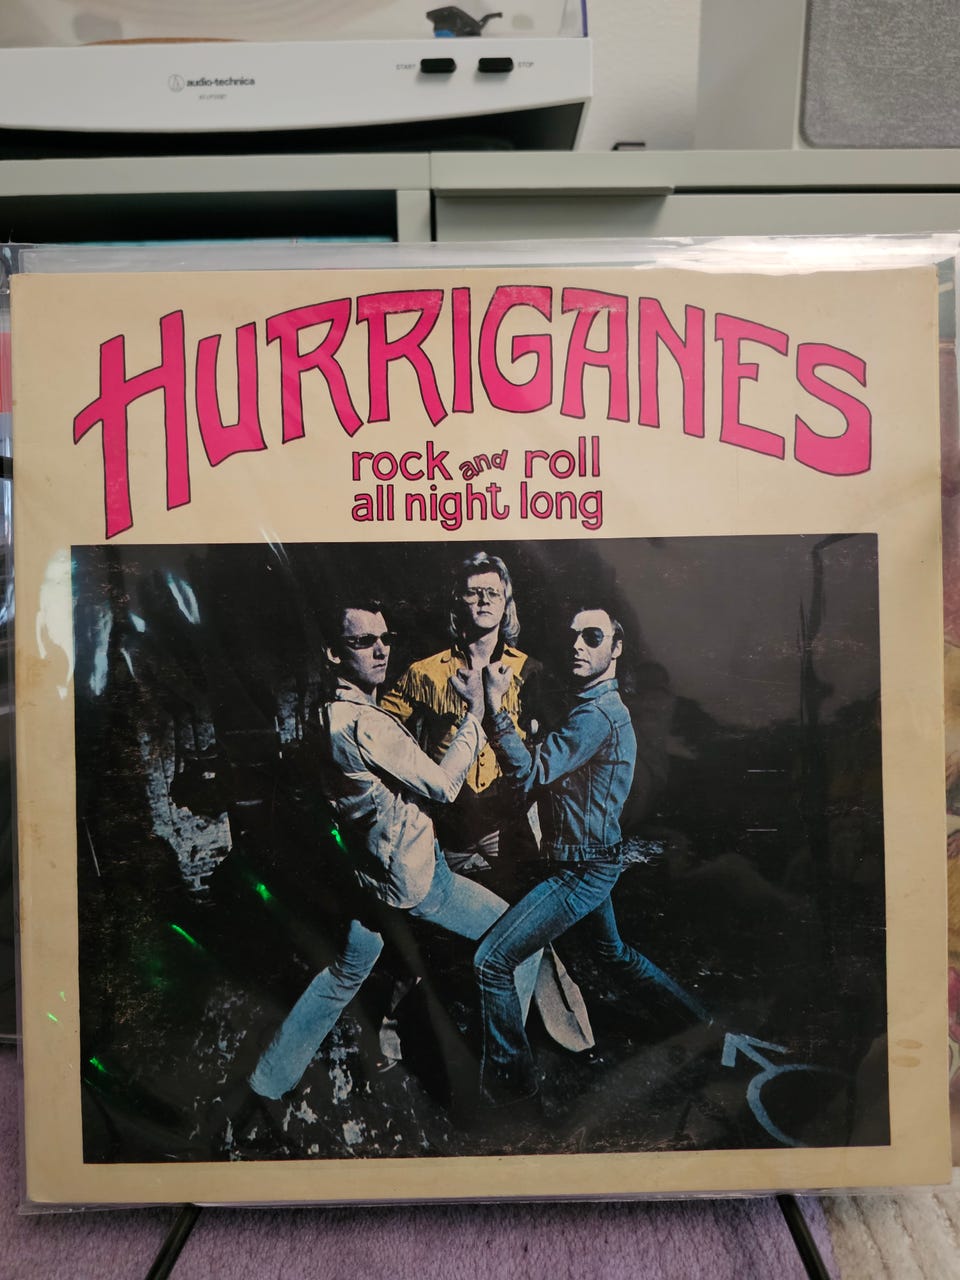 audio-technica
START
STOP
HURRIGANES
rock and roll
all night long